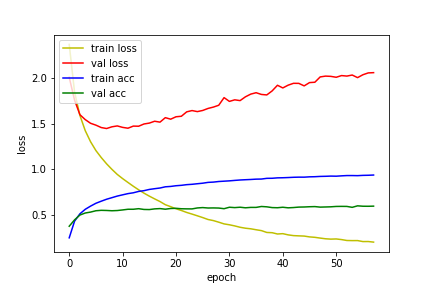 train loss
val loss
train acc
val acc
2.0
1.5
1.0
0.5
loss
0 10 20 30 40 50
epoch